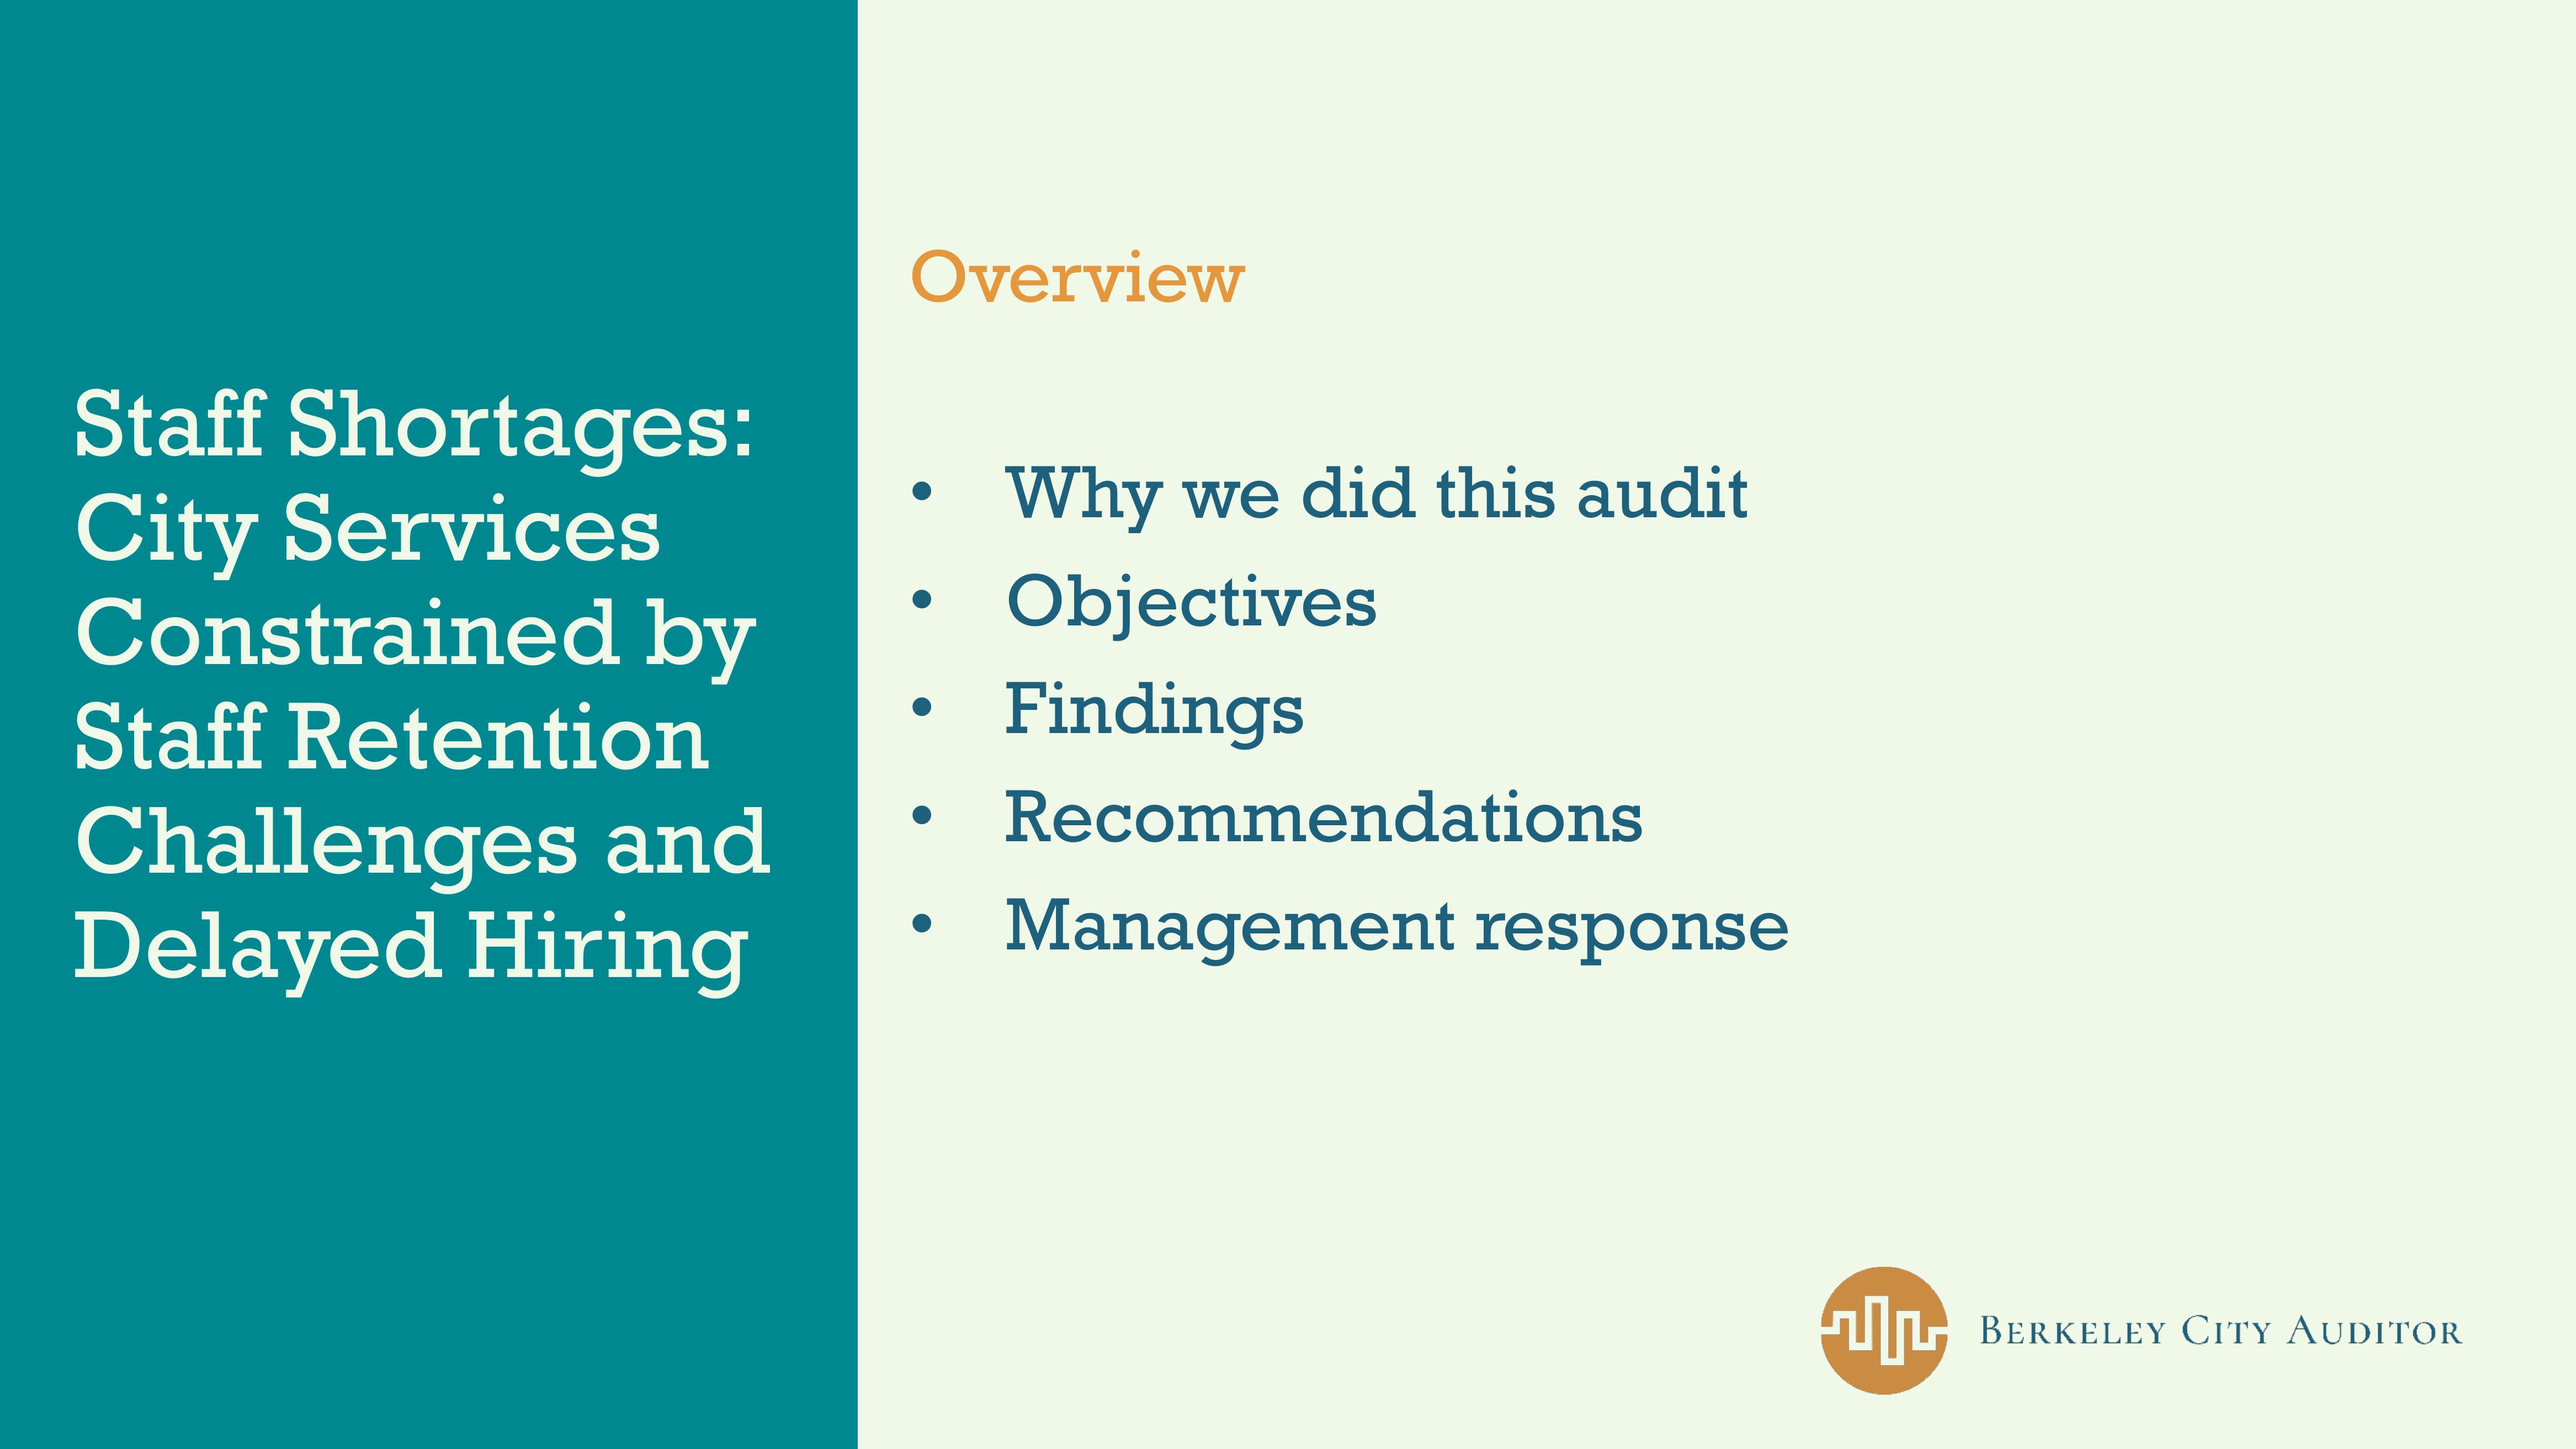 Staff Shortages:
City Services
Constrained by
Staff Retention
Challenges and
Delayed Hiring
Overview
• Why we did this audit
• Objectives
• Findings
• Recommendations
• Management response
BERKELEY CITY AUDITOR